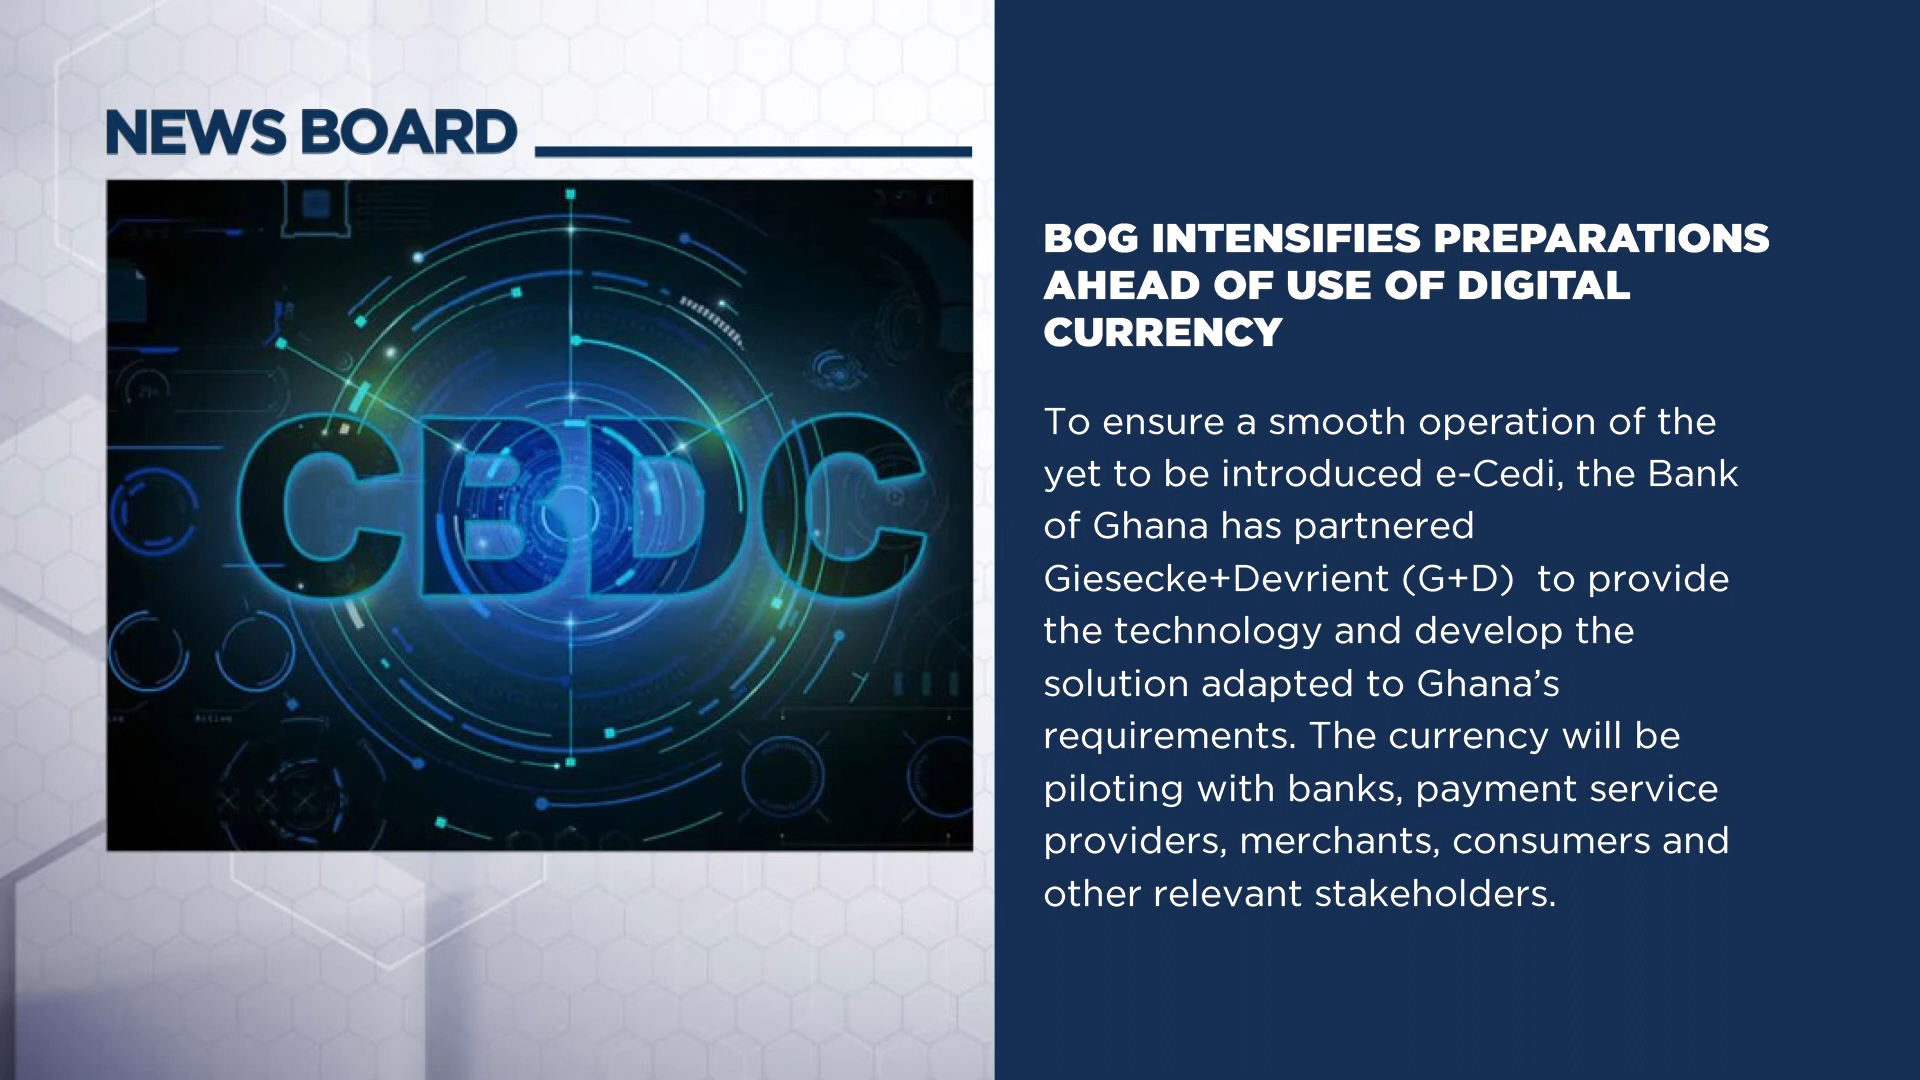 NEWS BOARD
CBDC
Active
BOG INTENSIFIES PREPARATIONS
AHEAD OF USE OF DIGITAL
CURRENCY
To ensure a smooth operation of the
yet to be introduced e-Cedi, the Bank
of Ghana has partnered
Giesecke+Devrient (G+D)  to provide
the technology and develop the
solution adapted to Ghana’s
requirements. The currency will be
piloting with banks, payment service
providers, merchants, consumers and
other relevant stakeholders.